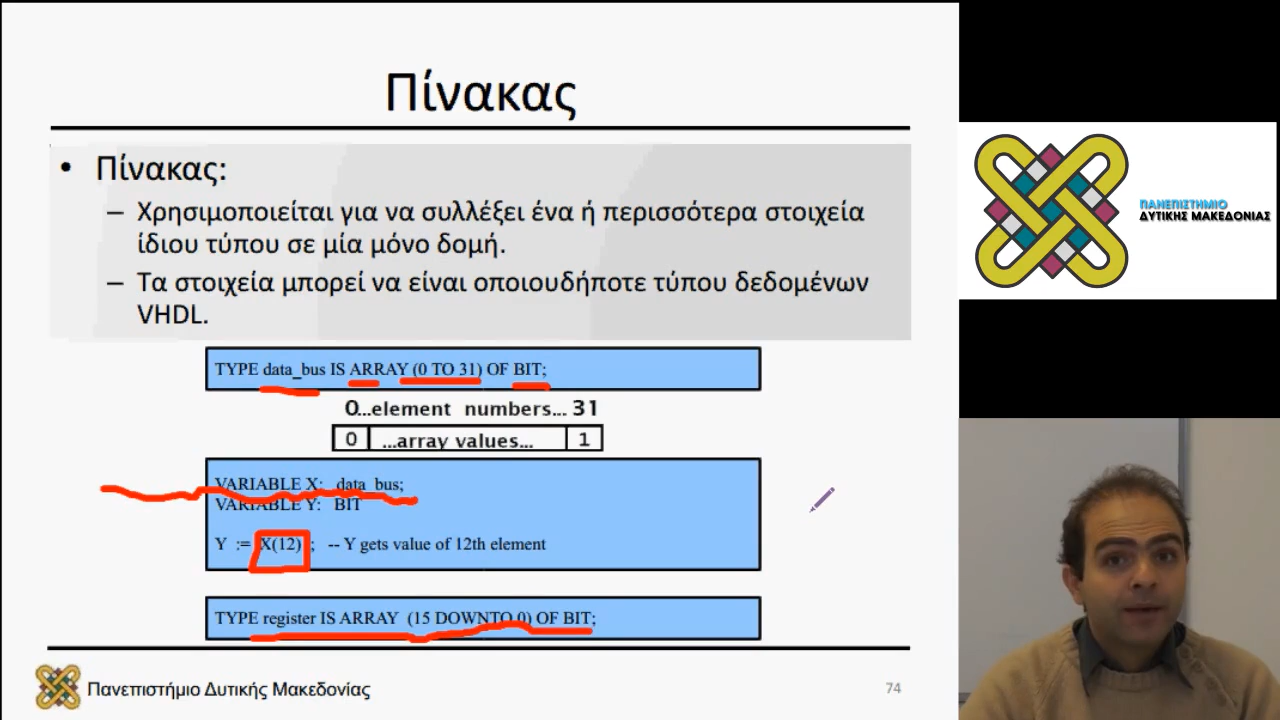 Πίνακας
• Πίνακας:
– Χρησιμοποιείται για να συλλέξει ένα ή περισσότερα στοιχεία
ίδιου τύπου σε μία μόνο δομή.
– Τα στοιχεία μπορεί να είναι οποιουδήποτε τύπου δεδομένων
VHDL.
TYPE data_bus IS ARRAY (0 TO 31) OF BIT;
0...element numbers...31
0 ...array values... 1
VARIABLE X: data_bus;
VARIABLE Y: BIT
Y := X(12) ; -- Y gets value of 12th element
TYPE register IS ARRAY (15 DOWNTO 0) OF BIT;
Πανεπιστήμιο Δυτικής Μακεδονίας
74
ΠΑΝΕΠΙΣΤΗΜΙΟ
ΔΥΤΙΚΗΣ ΜΑΚΕΔΟΝΙΑΣ